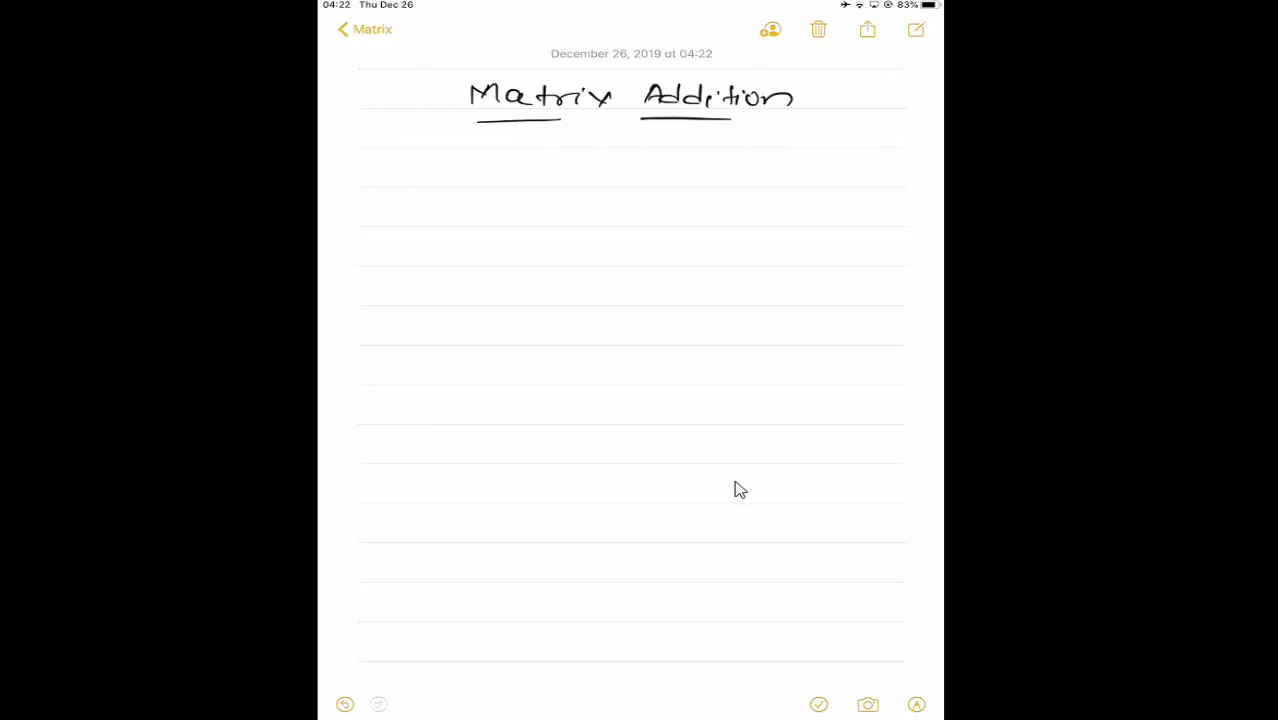 04:22 Thu Dec 26 83%
Matrix
December 26, 2019 at 04:22
Matrix Addition